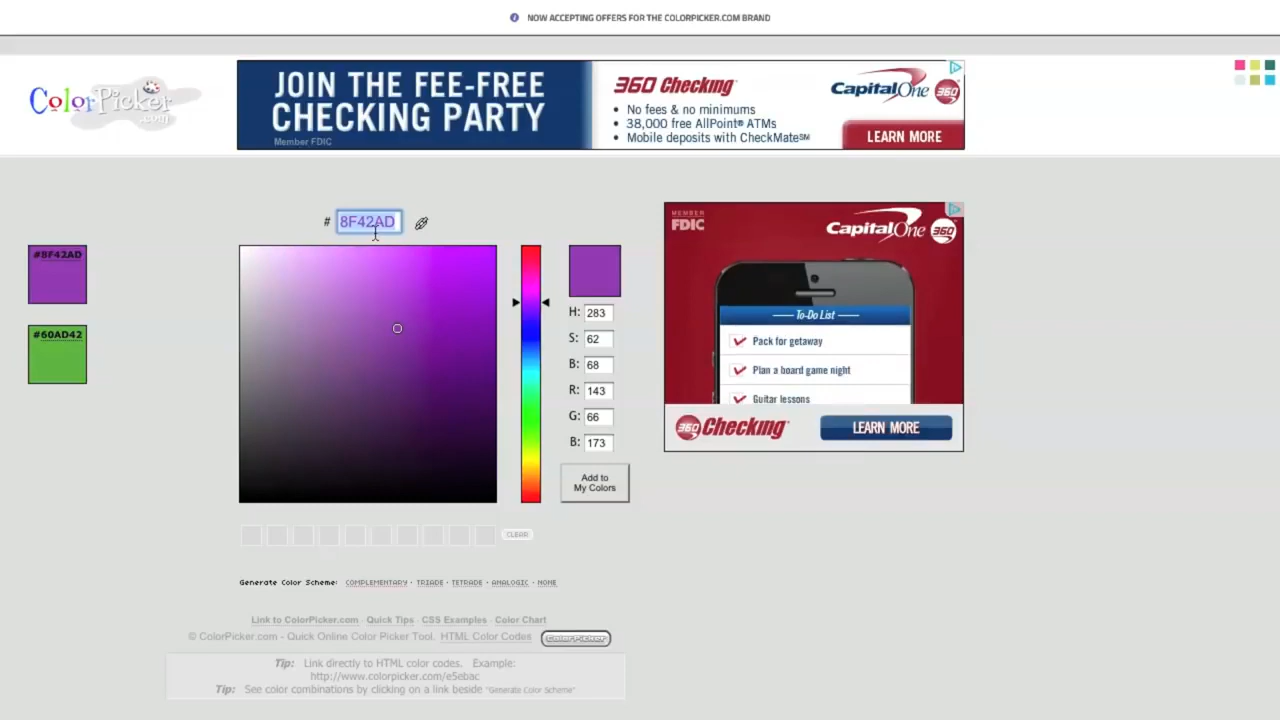 NOW ACCEPTING OFFERS FOR THE COLORPICKER.COM BRAND
ColorPicker
.com
JOIN THE FEE-FREE
CHECKING PARTY
Member FDIC
360 Checking™
• No fees & no minimums
• 38,000 free AllPoint® ATMs
• Mobile deposits with CheckMate℠
Capital One 360
LEARN MORE
# 8F42AD
#8F42AD
#60AD42
H: 283
S: 62
B: 68
R: 143
G: 66
B: 173
Add to
My Colors
MEMBER
FDIC
Capital One 360
To-Do List
Pack for getaway
Plan a board game night
Guitar lessons
360 Checking™
LEARN MORE
CLEAR
Generate Color Scheme: COMPLEMENTARY · TRIADE · TETRADE · ANALOGIC · NONE
Link to ColorPicker.com · Quick Tips · CSS Examples · Color Chart
© ColorPicker.com - Quick Online Color Picker Tool. HTML Color Codes ColorPicker
Tip: Link directly to HTML color codes. Example:
http://www.colorpicker.com/e5ebac
Tip: See color combinations by clicking on a link beside "Generate Color Scheme"